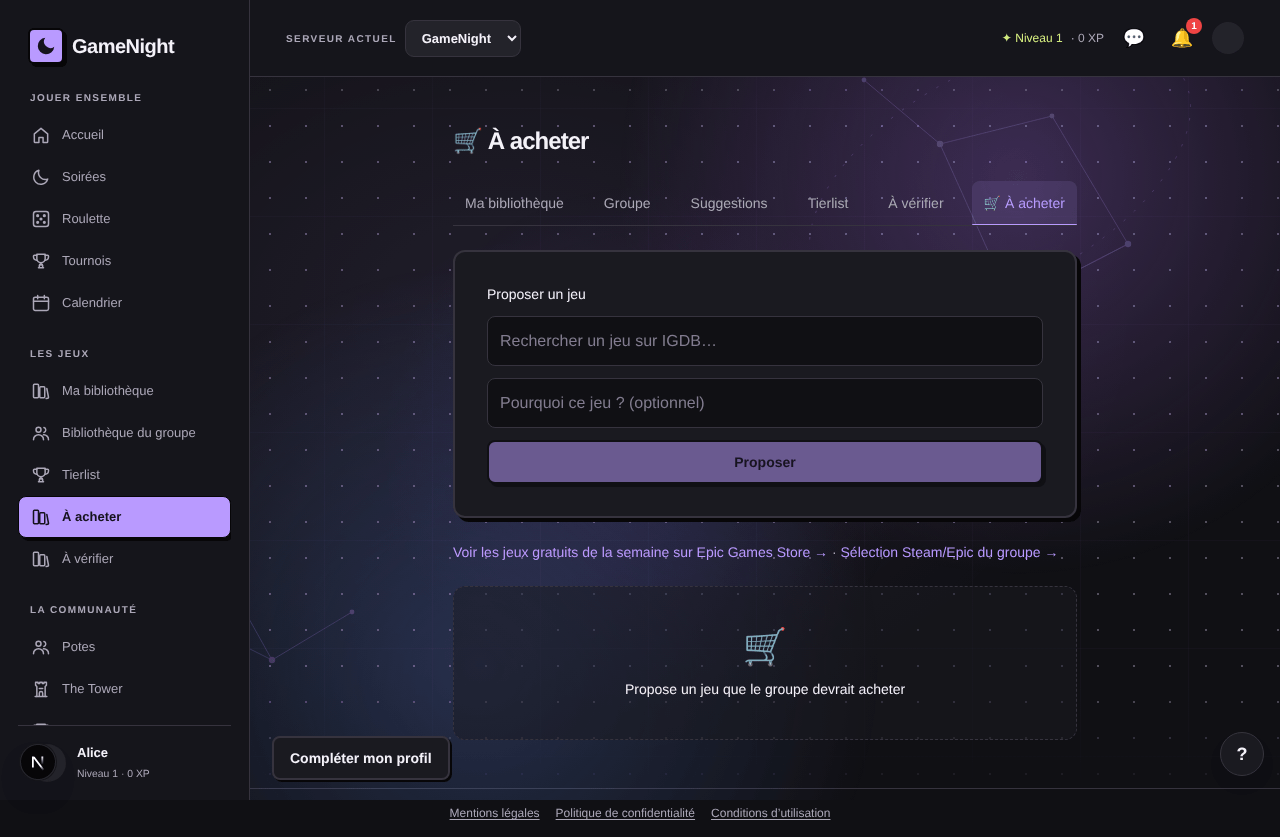 GameNight
JOUER ENSEMBLE
Accueil
Soirées
Roulette
Tournois
Calendrier
LES JEUX
Ma bibliothèque
Bibliothèque du groupe
Tierlist
À acheter
À vérifier
LA COMMUNAUTÉ
Potes
The Tower
N
Alice
Niveau 1 · 0 XP
SERVEUR ACTUEL
GameNight
✦ Niveau 1 · 0 XP
1
🛒 À acheter
Ma bibliothèque
Groupe
Suggestions
Tierlist
À vérifier
🛒 À acheter
Proposer un jeu
Rechercher un jeu sur IGDB…
Pourquoi ce jeu ? (optionnel)
Proposer
Voir les jeux gratuits de la semaine sur Epic Games Store → · Sélection Steam/Epic du groupe →
Propose un jeu que le groupe devrait acheter
Compléter mon profil
?
Mentions légales
Politique de confidentialité
Conditions d'utilisation